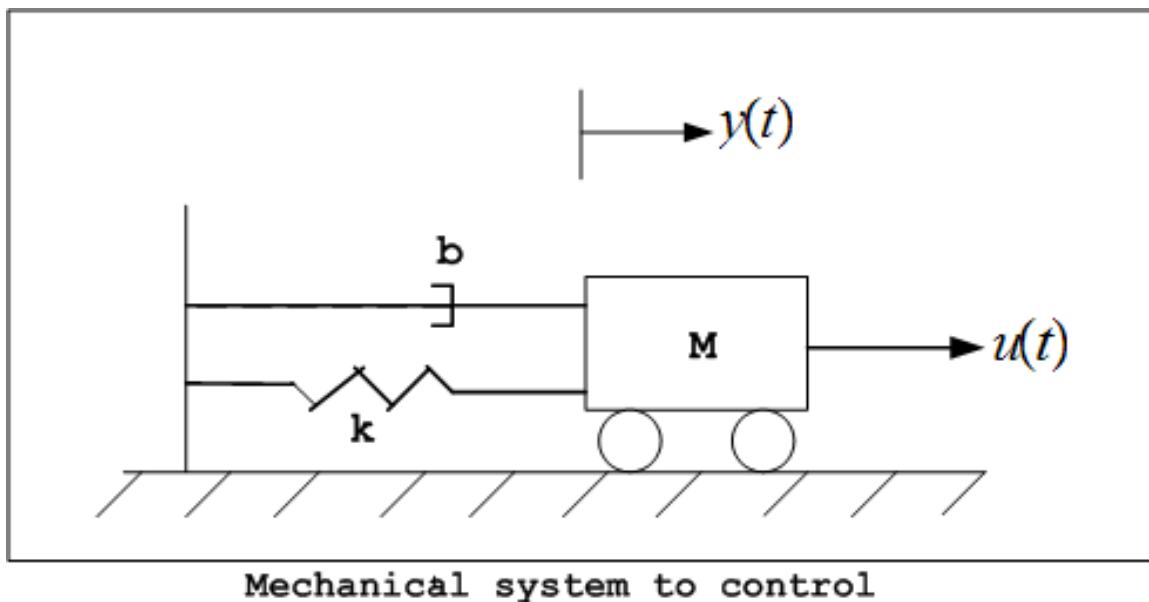 y(t)
b
M
u(t)
k
Mechanical system to control